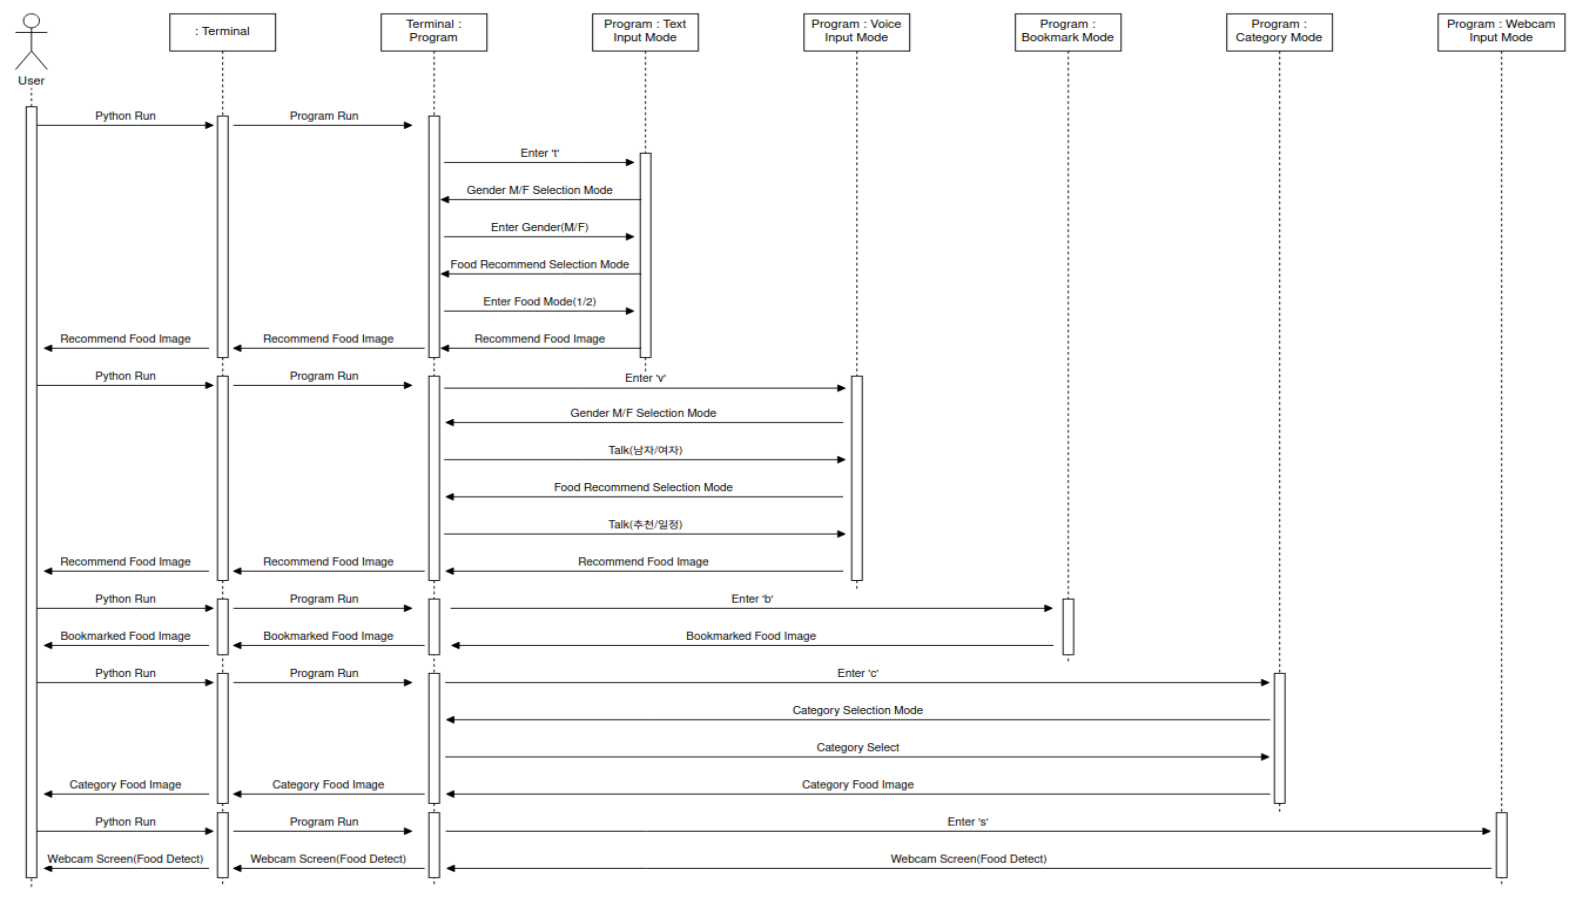 : Terminal
Terminal :
Program
Program : Text
Input Mode
Program : Voice
Input Mode
Program :
Bookmark Mode
Program :
Category Mode
Program : Webcam
Input Mode
User
Python Run
Program Run
Enter 't'
Gender M/F Selection Mode
Enter Gender(M/F)
Food Recommend Selection Mode
Enter Food Mode(1/2)
Recommend Food Image
Recommend Food Image
Recommend Food Image
Python Run
Program Run
Enter 'v'
Gender M/F Selection Mode
Talk(남자/여자)
Food Recommend Selection Mode
Talk(추천/일정)
Recommend Food Image
Recommend Food Image
Recommend Food Image
Python Run
Program Run
Enter 'b'
Bookmarked Food Image
Bookmarked Food Image
Bookmarked Food Image
Python Run
Program Run
Enter 'c'
Category Selection Mode
Category Select
Category Food Image
Category Food Image
Category Food Image
Python Run
Program Run
Enter 's'
Webcam Screen(Food Detect)
Webcam Screen(Food Detect)
Webcam Screen(Food Detect)